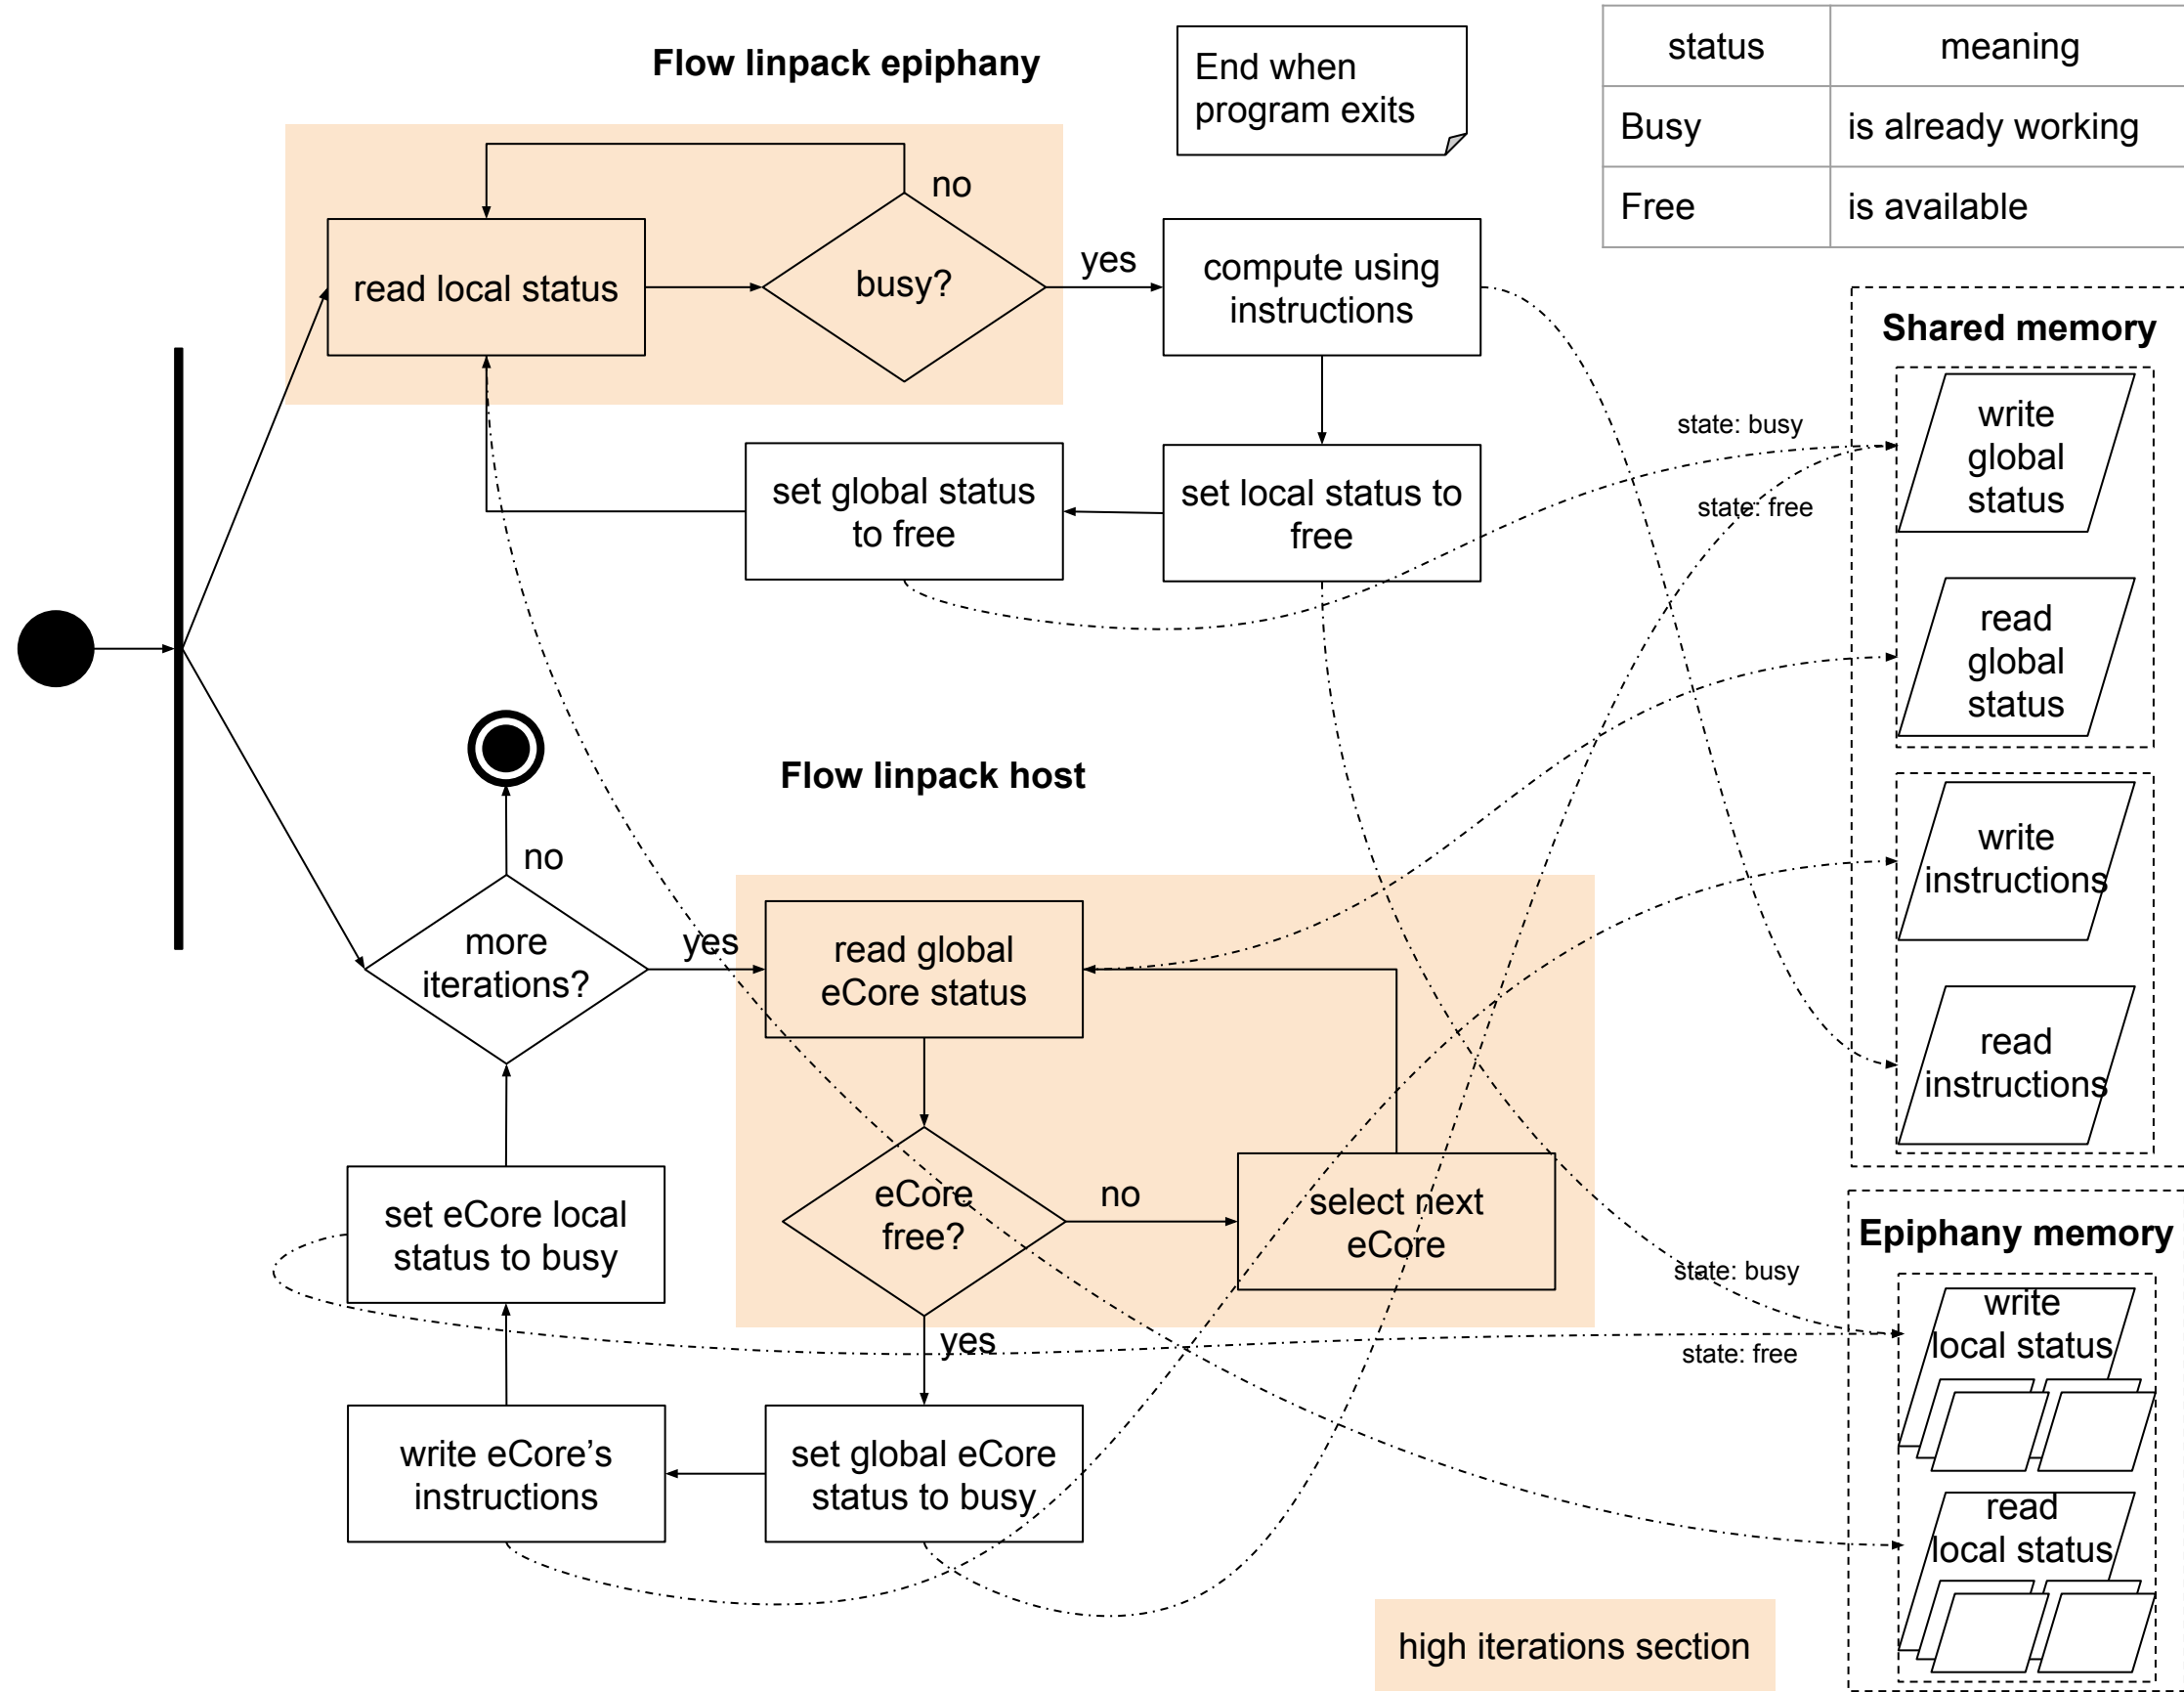 Flow linpack epiphany
End when
program exits
status meaning
Busy is already working
Free is available
no
read local status
busy?
yes
compute using
instructions
set global status
to free
set local status to
free
state: busy
state: free
Shared memory
write
global
status
read
global
status
write
instructions
read
instructions
Flow linpack host
no
more
iterations?
yes
read global
eCore status
eCore
free?
no
select next
eCore
yes
set eCore local
status to busy
write eCore’s
instructions
set global eCore
status to busy
state: busy
state: free
Epiphany memory
write
local status
read
local status
high iterations section